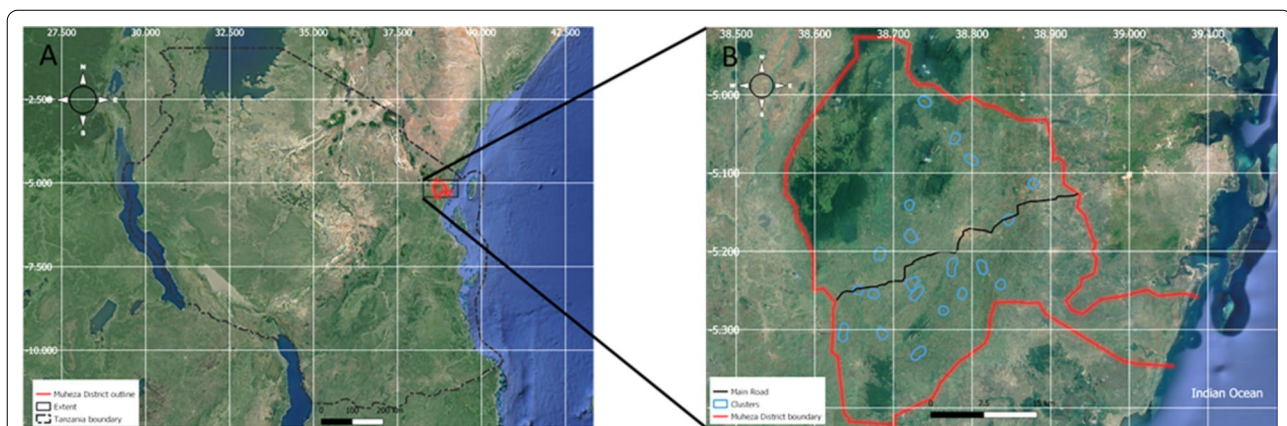 A
27.500 30.000 32.500 35.000 37.500 40.000 42.500
N
W E
S
-2.500
-5.000
-7.500
-10.000
Muheza District outline
Extent
Tanzania boundary
0 100 200 km
B
38.500 38.600 38.700 38.800 38.900 39.000 39.100
N
W E
S
-5.000
-5.100
-5.200
-5.300
Main Road
Clusters
Muheza District boundary
0 7.5 15 km
Indian Ocean